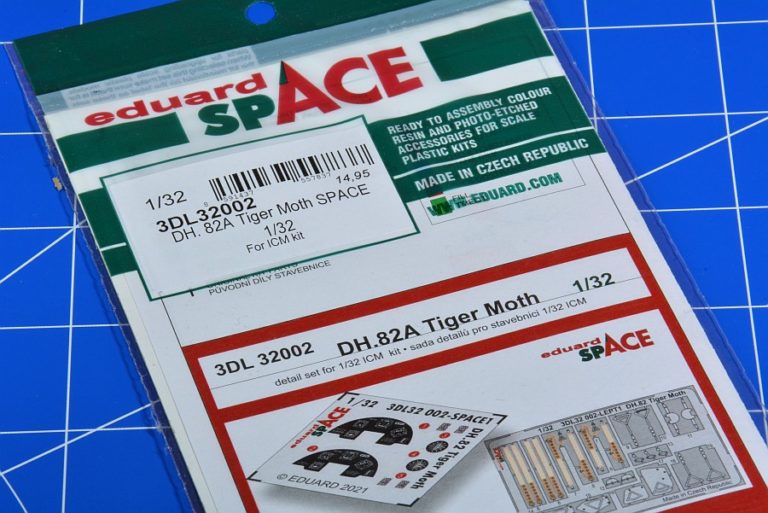 eduard
SPACE
READY TO ASSEMBLY COLOUR
RESIN AND PHOTO-ETCHED
ACCESSORIES FOR SCALE
PLASTIC KITS
MADE IN CZECH REPUBLIC
EDUARD.COM
1/32
8 591437 557837 14,95
3DL32002
DH. 82A Tiger Moth SPACE
1/32
For ICM kit
PŮVODNÍ DÍLY STAVEBNICE
3DL 32002 DH.82A Tiger Moth 1/32
detail set for 1/32 ICM kit • sada detailů pro stavebnici 1/32 ICM
eduard
SPACE
1/32 3DL32 002-SPACE1
eduard
SPACE
DH.82 Tiger Moth
© EDUARD 2021
1/32 3DL32 002-LEPT1 DH.82 Tiger Moth
Made in Czech Republic